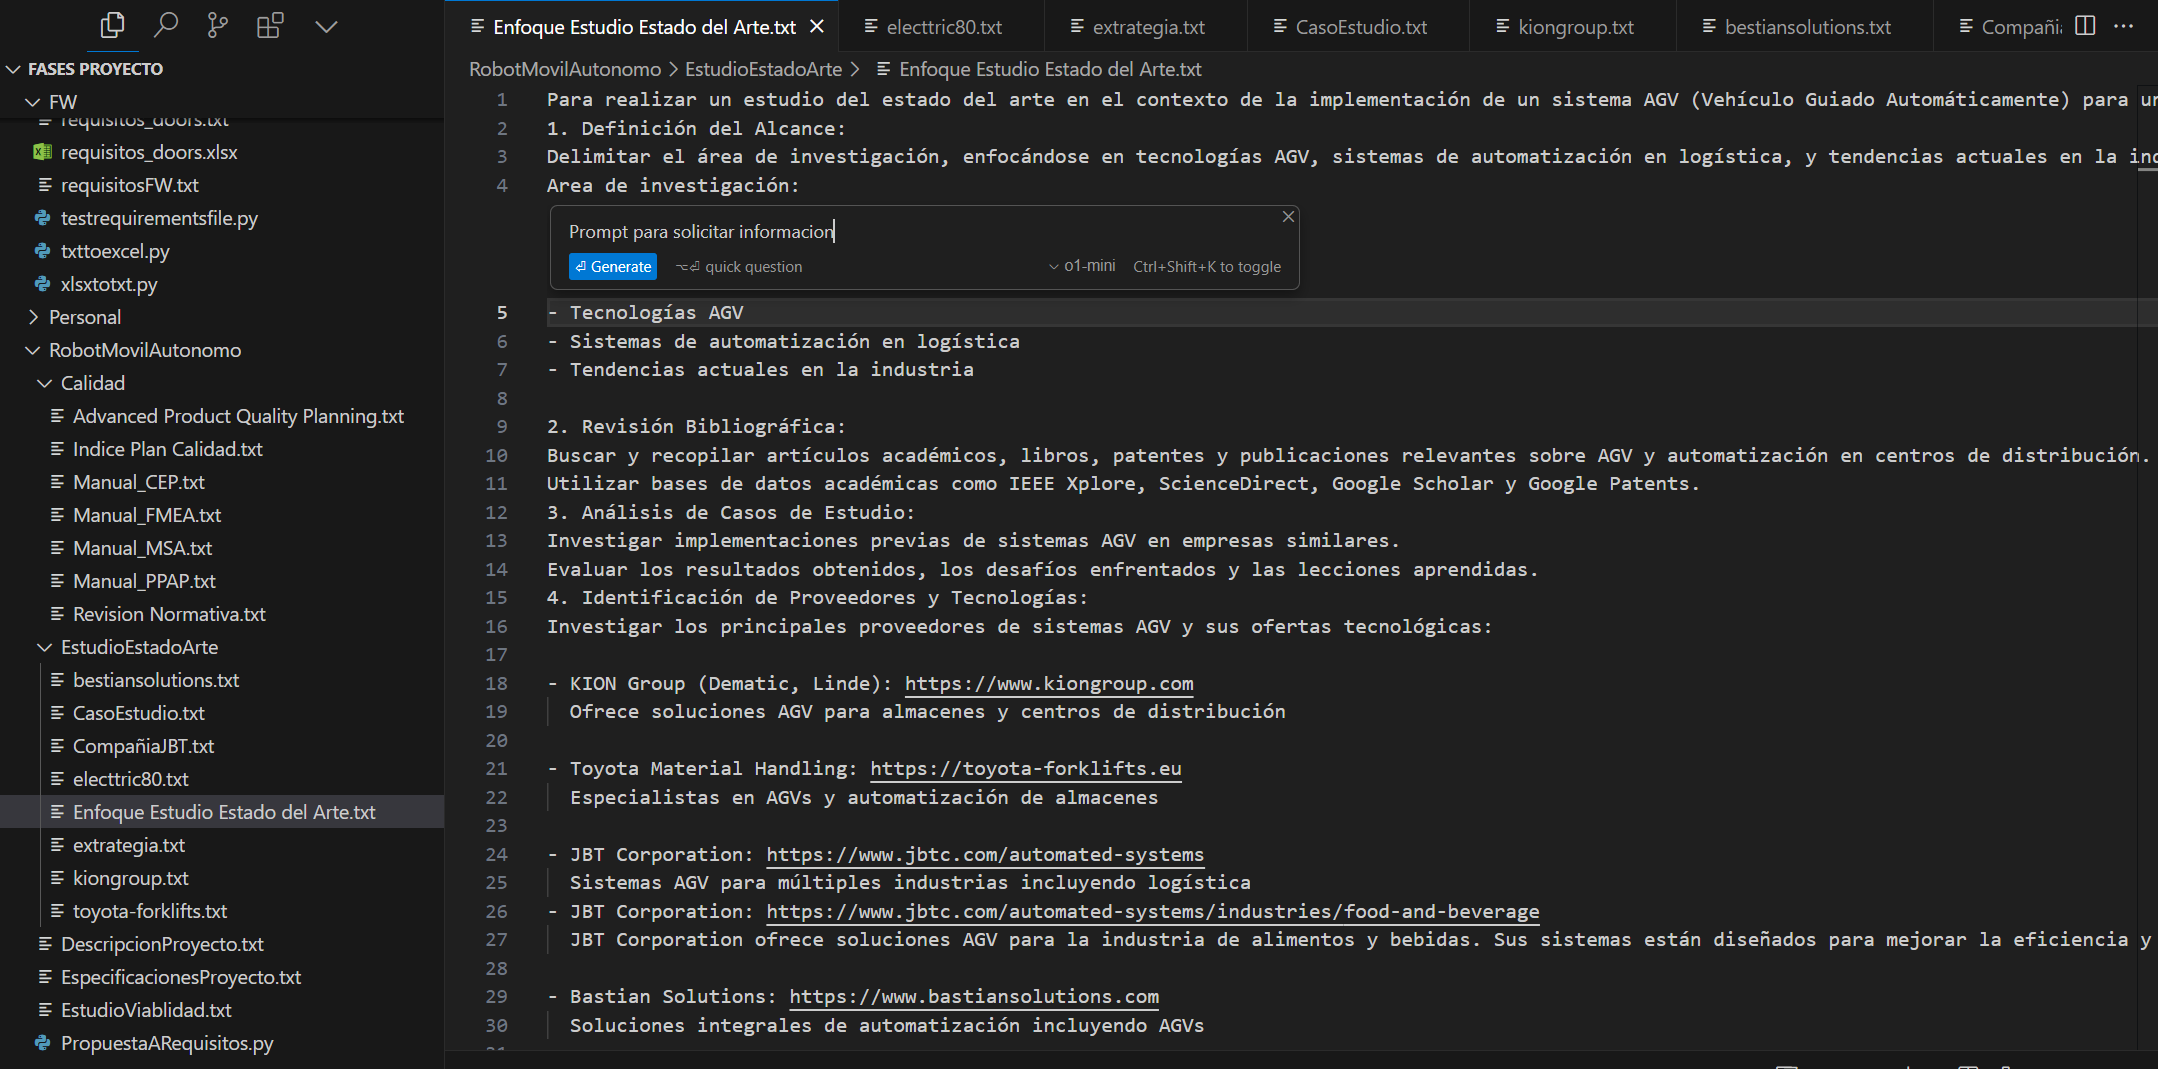 Enfoque Estudio Estado del Arte.txt
electtric80.txt
extrategia.txt
CasoEstudio.txt
kiongroup.txt
bestiansolutions.txt
FASES PROYECTO
FW
requisitos_doors.txt
requisitos_doors.xlsx
requisitosFW.txt
testrequirementsfile.py
txttoexcel.py
xlsxtotxt.py
Personal
RobotMovilAutonomo
Calidad
Advanced Product Quality Planning.txt
Indice Plan Calidad.txt
Manual_CEP.txt
Manual_FMEA.txt
Manual_MSA.txt
Manual_PPAP.txt
Revision Normativa.txt
EstudioEstadoArte
bestiansolutions.txt
CasoEstudio.txt
CompañiaJBT.txt
electtric80.txt
Enfoque Estudio Estado del Arte.txt
extrategia.txt
kiongroup.txt
toyota-forklifts.txt
DescripcionProyecto.txt
EspecificacionesProyecto.txt
EstudioViablidad.txt
PropuestaARequisitos.py
RobotMovilAutonomo > EstudioEstadoArte > Enfoque Estudio Estado del Arte.txt
1 Para realizar un estudio del estado del arte en el contexto de la implementación de un sistema AGV (Vehículo Guiado Automáticamente) para
2 1. Definición del Alcance:
3 Delimitar el área de investigación, enfocándose en tecnologías AGV, sistemas de automatización en logística, y tendencias actuales en la
4 Area de investigación:
Prompt para solicitar informacion
Generate quick question o1-mini Ctrl+Shift+K to toggle
5 - Tecnologías AGV
6 - Sistemas de automatización en logística
7 - Tendencias actuales en la industria
8
9 2. Revisión Bibliográfica:
10 Buscar y recopilar artículos académicos, libros, patentes y publicaciones relevantes sobre AGV y automatización en centros de distribución.
11 Utilizar bases de datos académicas como IEEE Xplore, ScienceDirect, Google Scholar y Google Patents.
12 3. Análisis de Casos de Estudio:
13 Investigar implementaciones previas de sistemas AGV en empresas similares.
14 Evaluar los resultados obtenidos, los desafíos enfrentados y las lecciones aprendidas.
15 4. Identificación de Proveedores y Tecnologías:
16 Investigar los principales proveedores de sistemas AGV y sus ofertas tecnológicas:
17
18 - KION Group (Dematic, Linde): https://www.kiongroup.com
19 Ofrece soluciones AGV para almacenes y centros de distribución
20
21 - Toyota Material Handling: https://toyota-forklifts.eu
22 Especialistas en AGVs y automatización de almacenes
23
24 - JBT Corporation: https://www.jbtc.com/automated-systems
25 Sistemas AGV para múltiples industrias incluyendo logística
26 - JBT Corporation: https://www.jbtc.com/automated-systems/industries/food-and-beverage
27 JBT Corporation ofrece soluciones AGV para la industria de alimentos y bebidas. Sus sistemas están diseñados para mejorar la eficiencia y
28
29 - Bastian Solutions: https://www.bastiansolutions.com
30 Soluciones integrales de automatización incluyendo AGVs